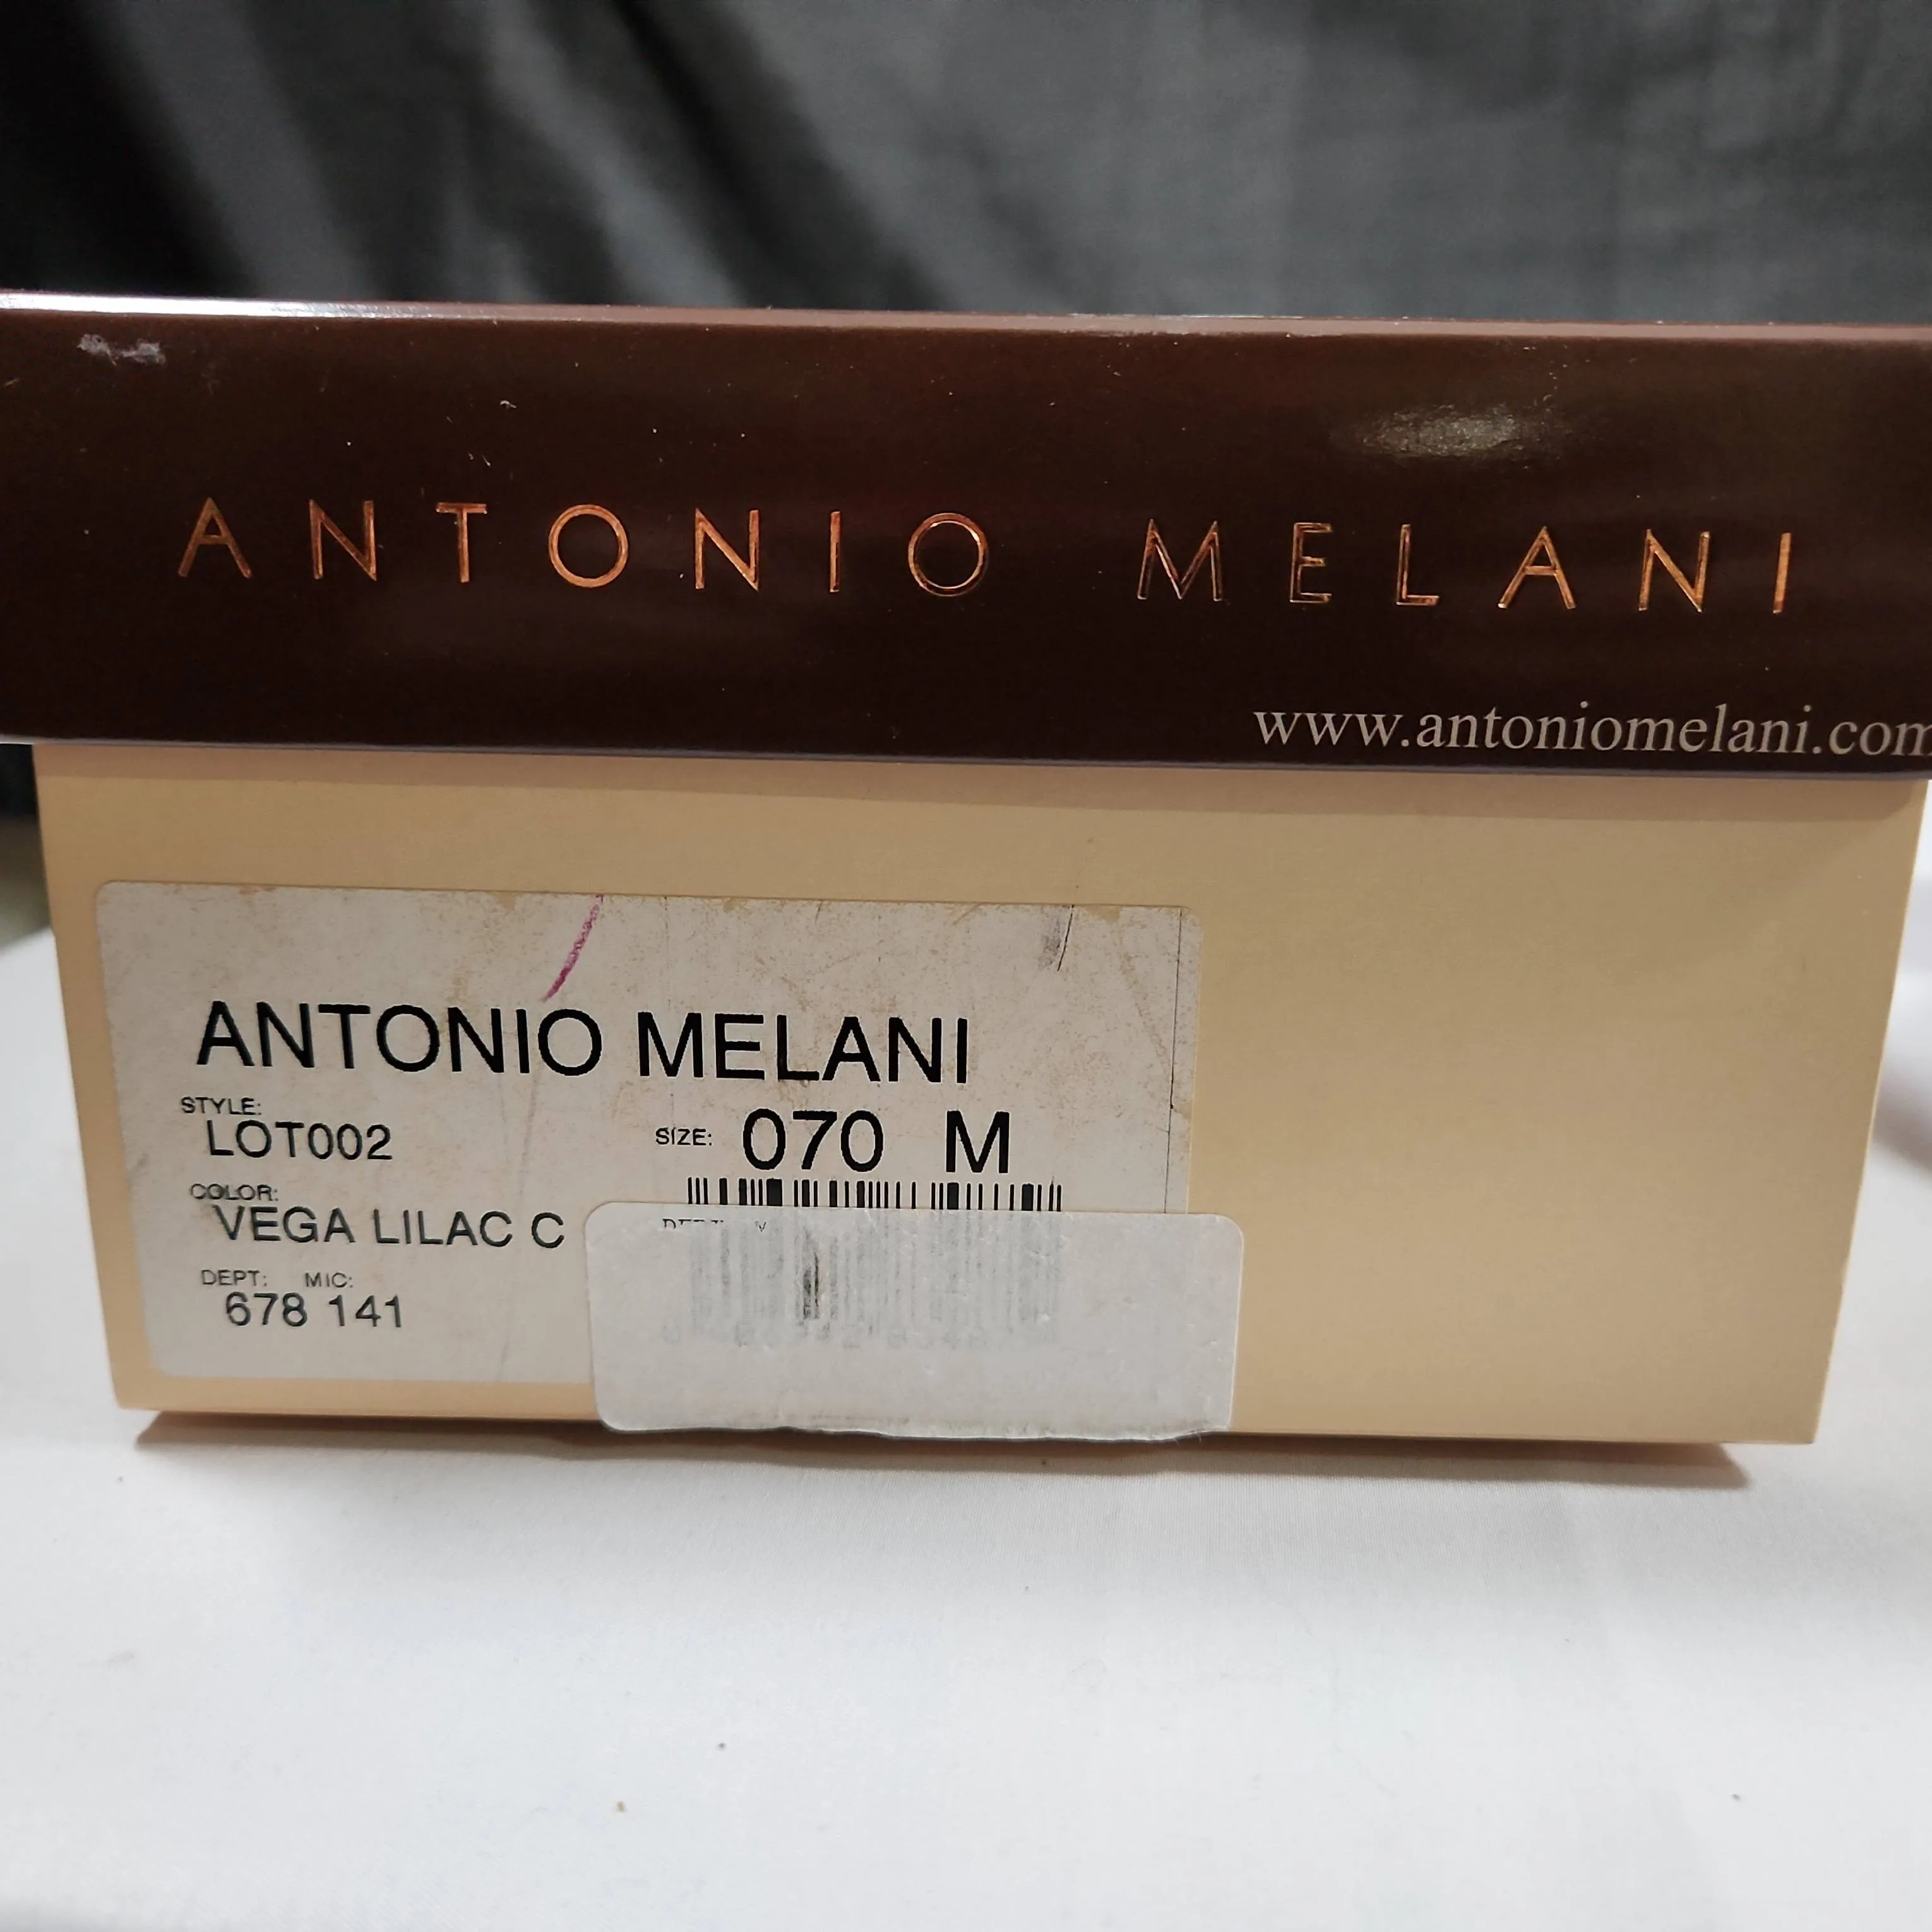 ANTONIO MELANI
www.antoniomelani.com
ANTONIO MELANI
STYLE:
LOT002
SIZE: 070 M
COLOR:
VEGA LILAC C
DEPT: MIC:
678 141